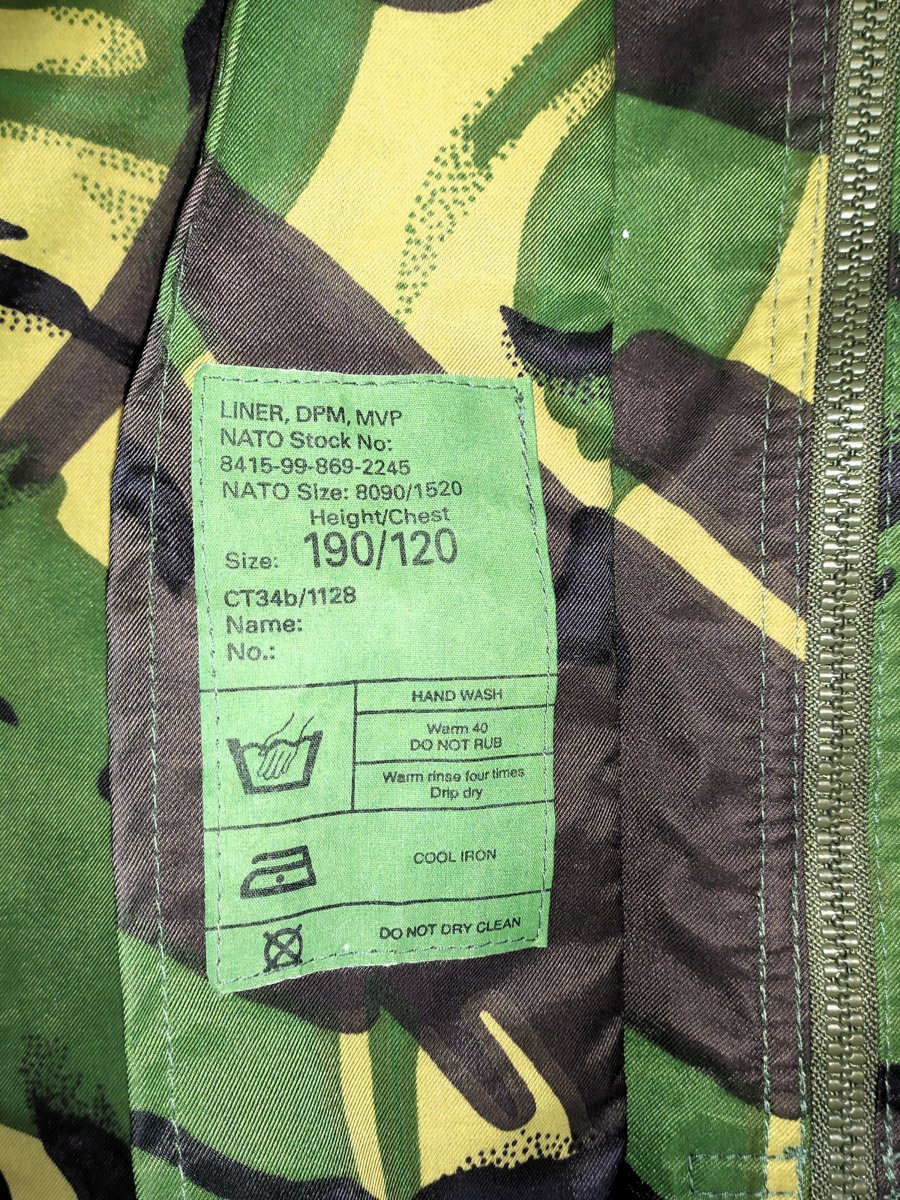 LINER, DPM, MVP
NATO Stock No:
8415-99-869-2245
NATO Size: 8090/1520
Height/Chest
Size: 190/120
CT34b/1128
Name:
No.:
HAND WASH
Warm 40
DO NOT RUB
Warm rinse four times
Drip dry
COOL IRON
DO NOT DRY CLEAN